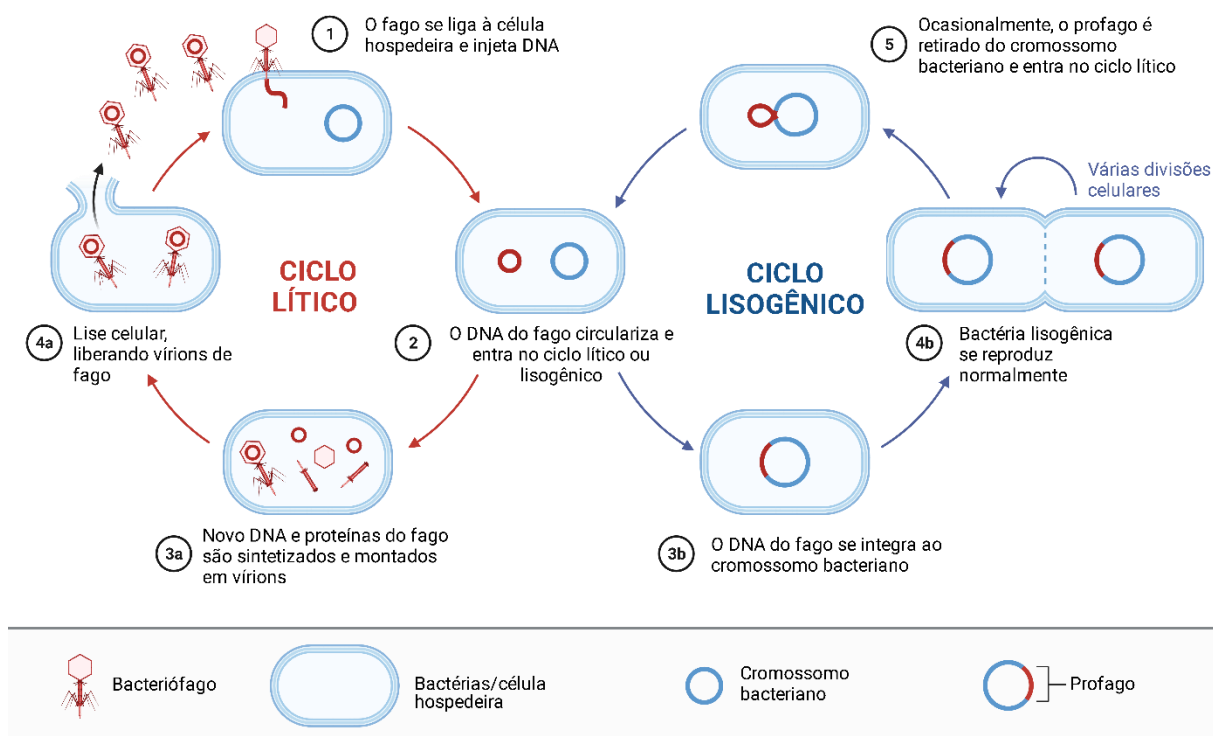 1
O fago se liga à célula
hospedeira e injeta DNA
5
Ocasionalmente, o profago é
retirado do cromossomo
bacteriano e entra no ciclo lítico
Várias divisões
celulares
CICLO
LÍTICO
CICLO
LISOGÊNICO
4a
Lise celular,
liberando vírions de
fago
2
O DNA do fago circulariza e
entra no ciclo lítico ou
lisogênico
4b
Bactéria lisogênica
se reproduz
normalmente
3a
Novo DNA e proteínas do fago
são sintetizados e montados
em vírions
3b
O DNA do fago se integra ao
cromossomo bacteriano
Bacteriófago
Bactérias/célula
hospedeira
Cromossomo
bacteriano
Profago